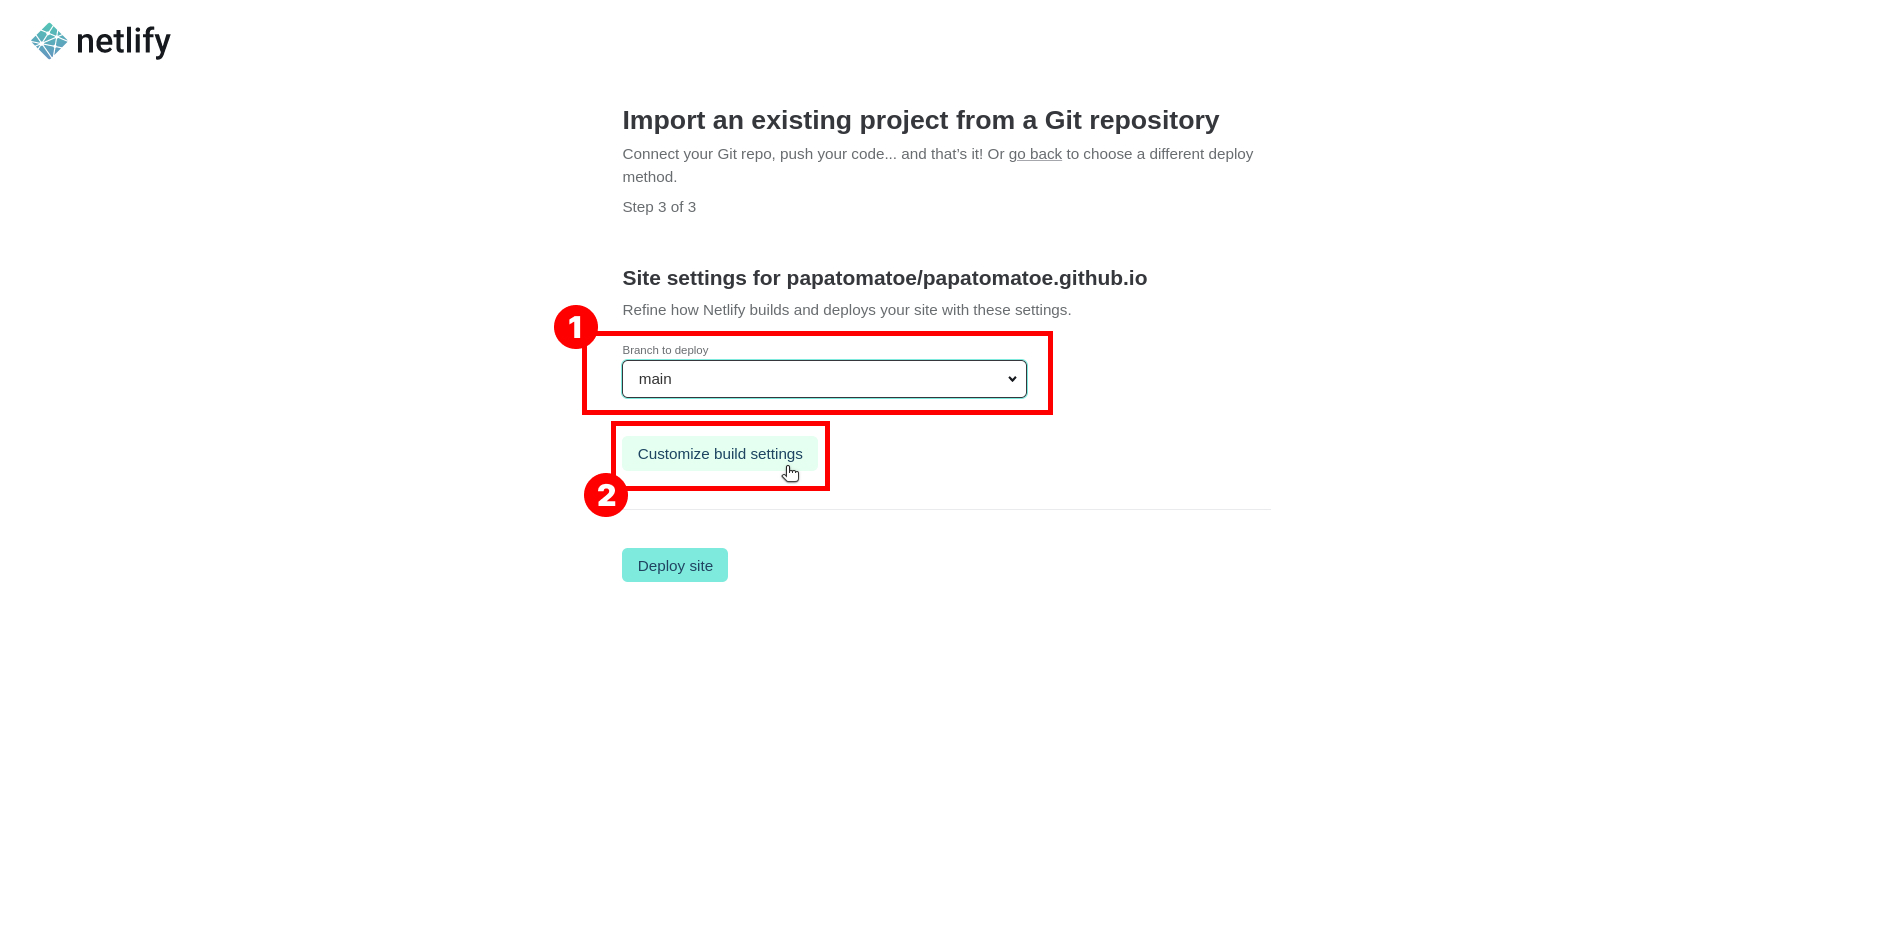 netlify
Import an existing project from a Git repository
Connect your Git repo, push your code... and that's it! Or go back to choose a different deploy
method.
Step 3 of 3
Site settings for papatomatoe/papatomatoe.github.io
Refine how Netlify builds and deploys your site with these settings.
1
Branch to deploy
main
Customize build settings
2
Deploy site